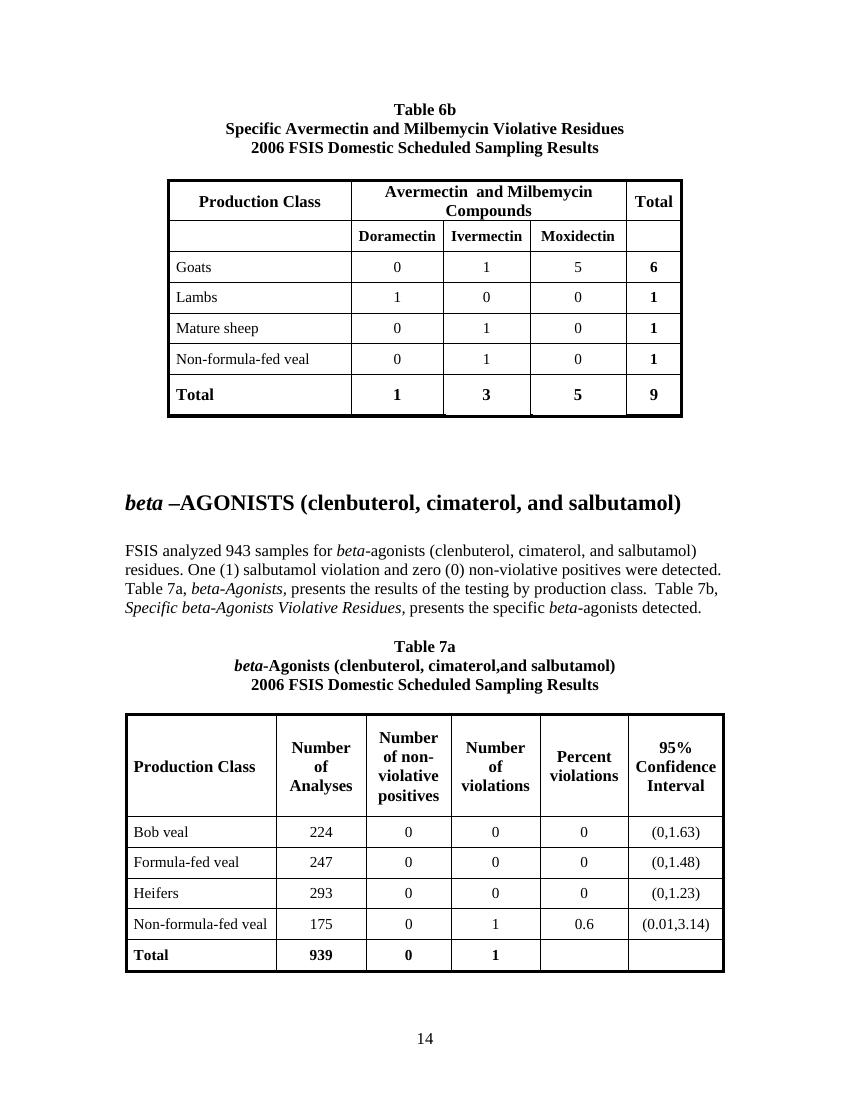 Table 6b
Specific Avermectin and Milbemycin Violative Residues
2006 FSIS Domestic Scheduled Sampling Results
Production Class Avermectin and Milbemycin Compounds Total
Doramectin Ivermectin Moxidectin
Goats 0 1 5 6
Lambs 1 0 0 1
Mature sheep 0 1 0 1
Non-formula-fed veal 0 1 0 1
Total 1 3 5 9
beta –AGONISTS (clenbuterol, cimaterol, and salbutamol)
FSIS analyzed 943 samples for beta-agonists (clenbuterol, cimaterol, and salbutamol)
residues. One (1) salbutamol violation and zero (0) non-violative positives were detected.
Table 7a, beta-Agonists, presents the results of the testing by production class. Table 7b,
Specific beta-Agonists Violative Residues, presents the specific beta-agonists detected.
Table 7a
beta-Agonists (clenbuterol, cimaterol,and salbutamol)
2006 FSIS Domestic Scheduled Sampling Results
Production Class Number of Analyses Number of non-violative positives Number of violations Percent violations 95% Confidence Interval
Bob veal 224 0 0 0 (0,1.63)
Formula-fed veal 247 0 0 0 (0,1.48)
Heifers 293 0 0 0 (0,1.23)
Non-formula-fed veal 175 0 1 0.6 (0.01,3.14)
Total 939 0 1
14